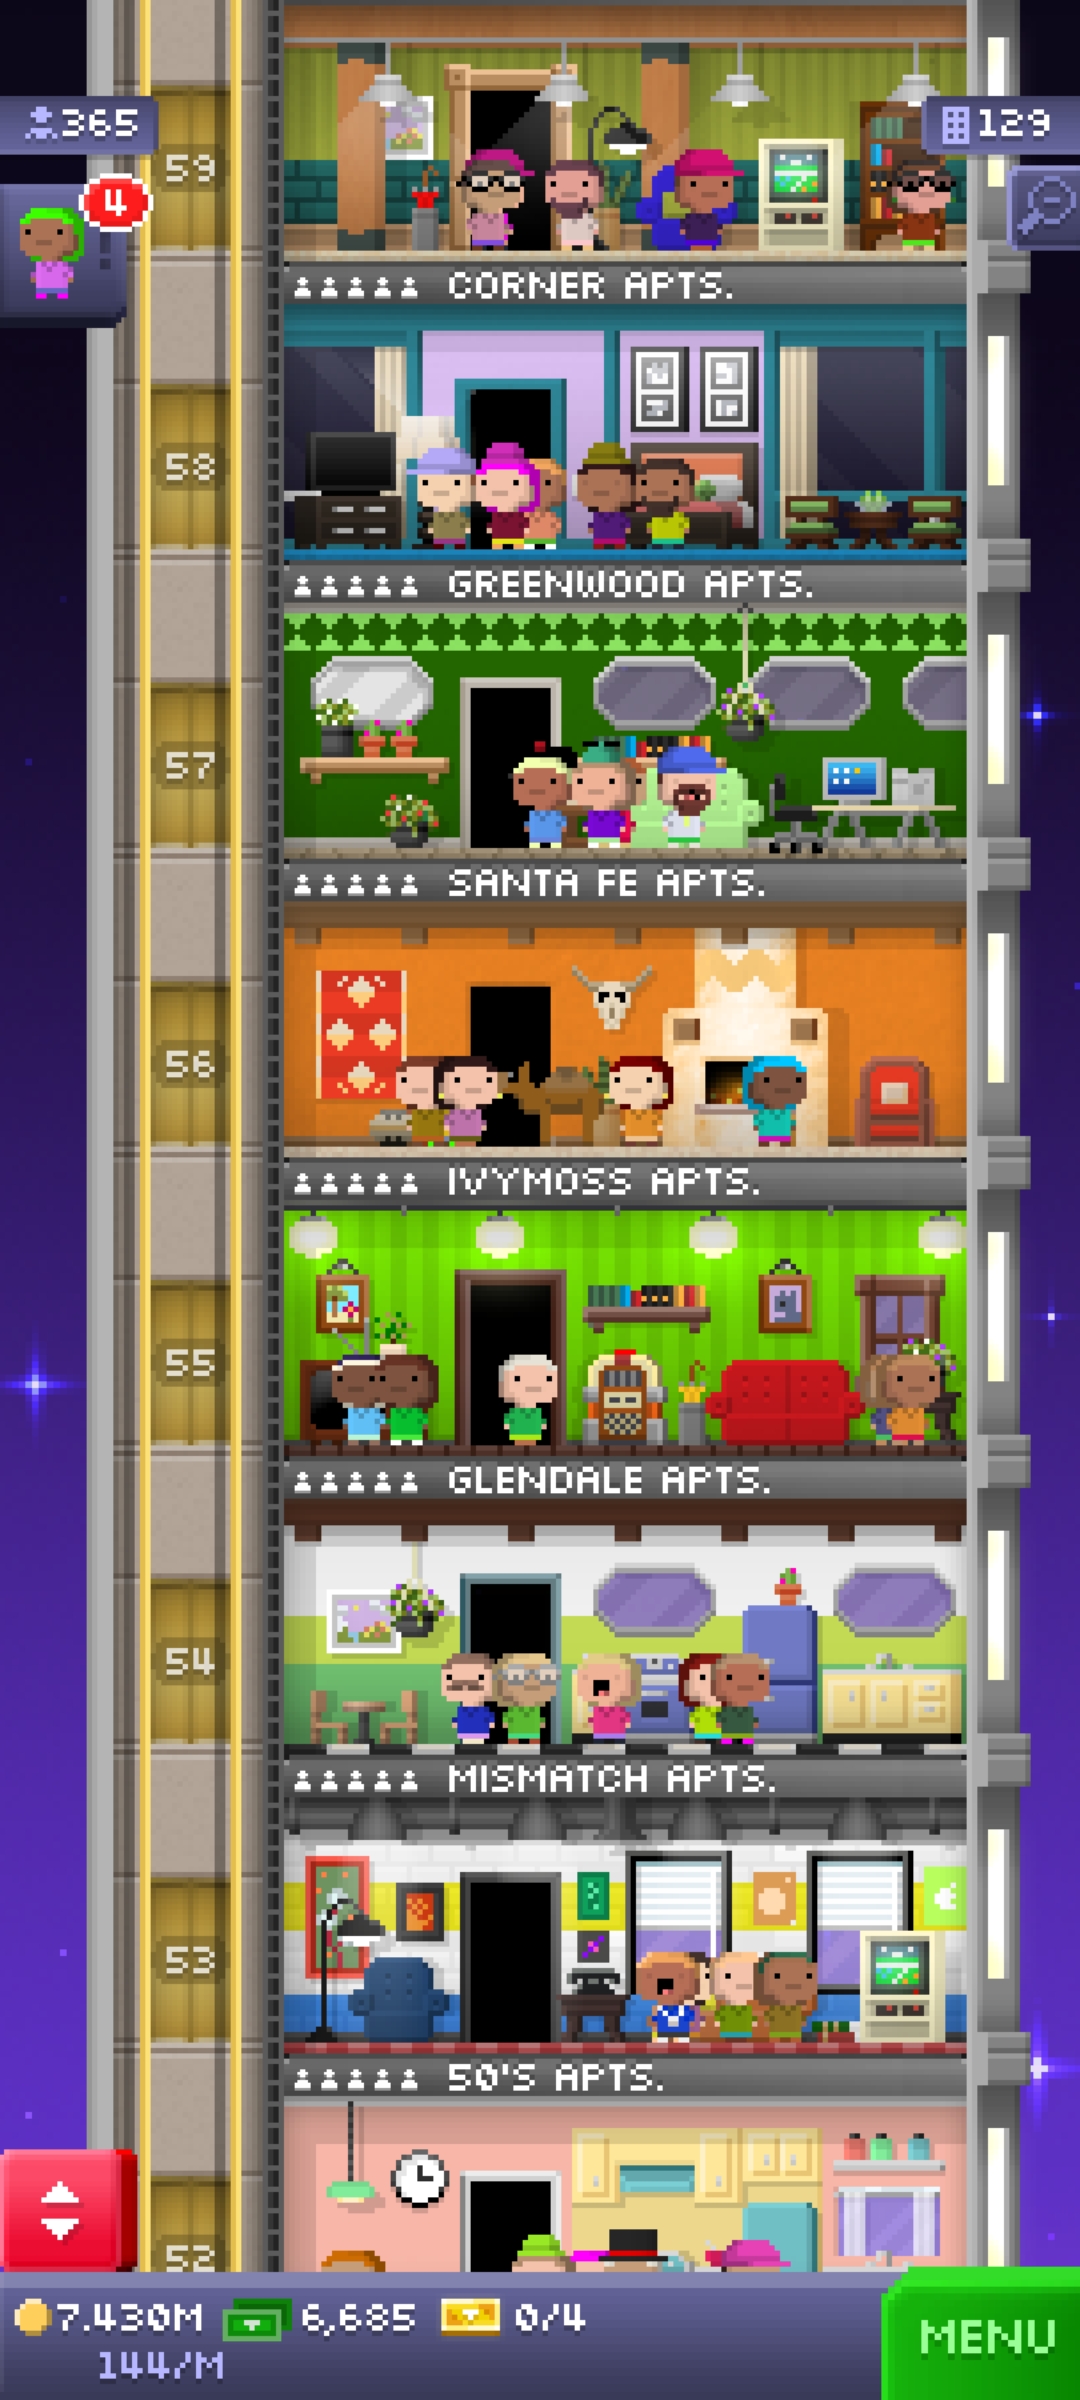 365
129
4
59
CORNER APTS.
58
GREENWOOD APTS.
57
SANTA FE APTS.
56
IVYMOSS APTS.
55
GLENDALE APTS.
54
MISMATCH APTS.
53
50'S APTS.
52
7.430M 6,685 0/4
144/M
MENU